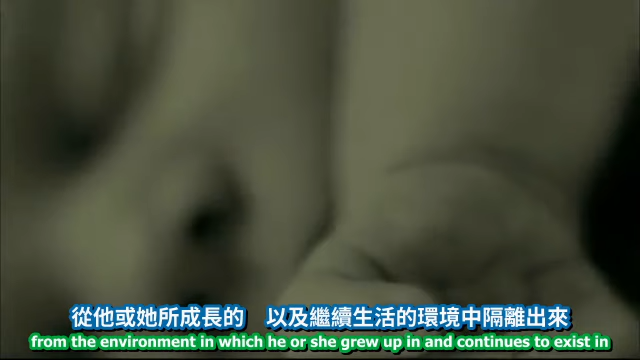 從他或她所成長的　以及繼續生活的環境中隔離出來
from the environment in which he or she grew up in and continues to exist in